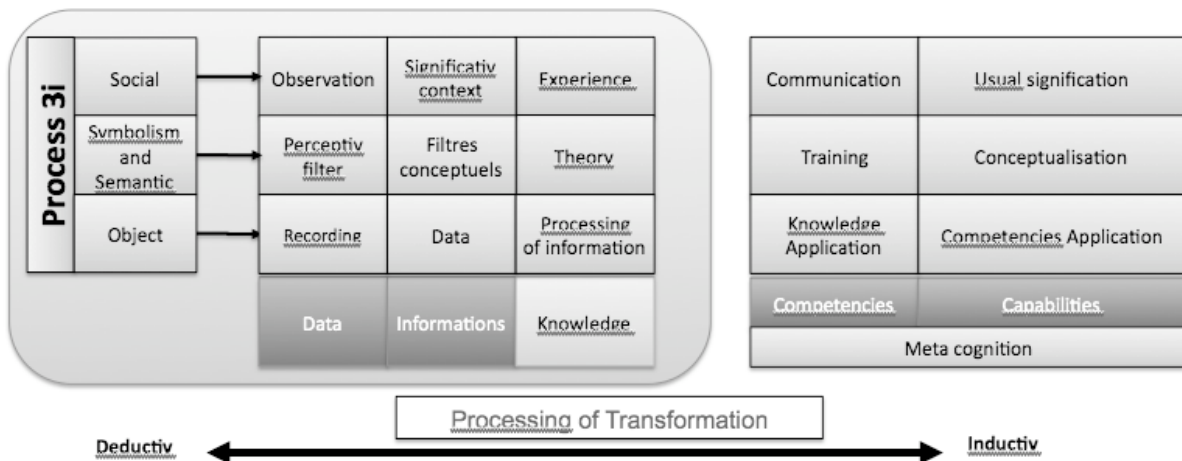 Process 3i
Social
Observation
Significativ
context
Experience
Communication
Usual signification
Symbolism
and
Semantic
Perceptiv
filter
Filtres
conceptuels
Theory
Training
Conceptualisation
Object
Recording
Data
Processing
of information
Knowledge
Application
Competencies Application
Data
Informations
Knowledge
Competencies
Capabilities
Meta cognition
Processing of Transformation
Deductiv
Inductiv